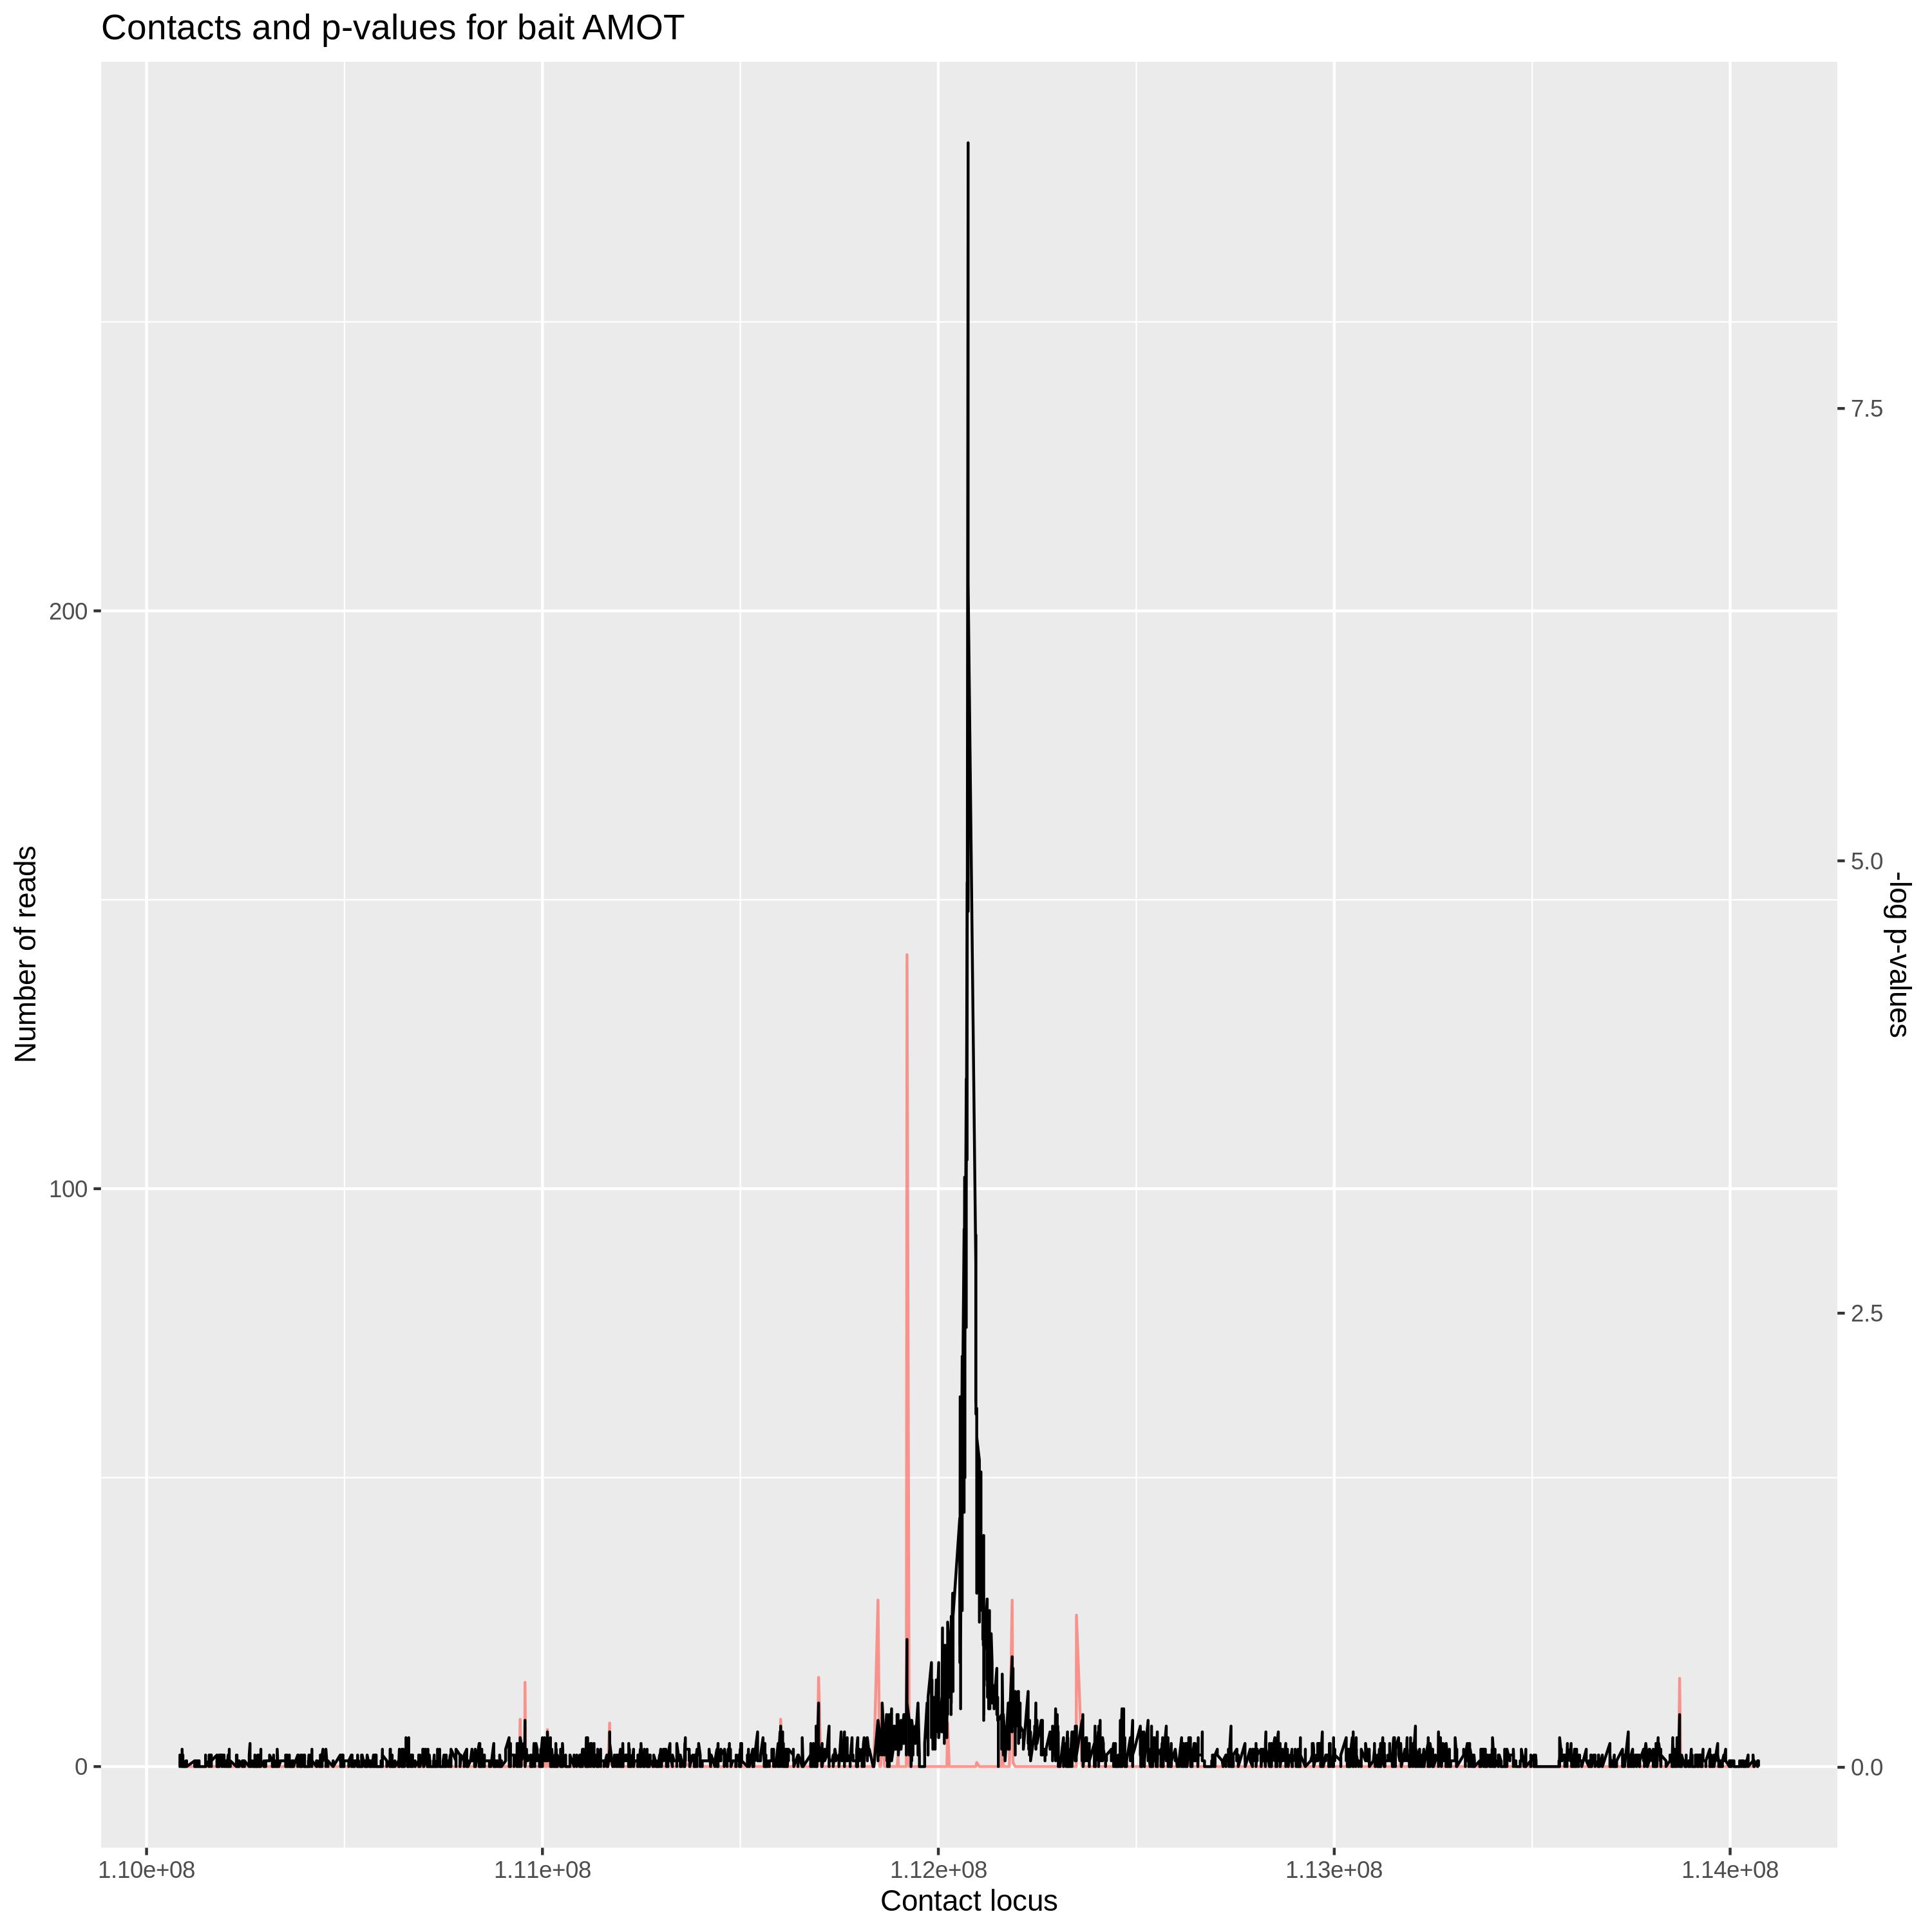 Contacts and p-values for bait AMOT
Number of reads
200
100
0
7.5
5.0
2.5
0.0
-log p-values
1.10e+08
1.11e+08
1.12e+08
1.13e+08
1.14e+08
Contact locus